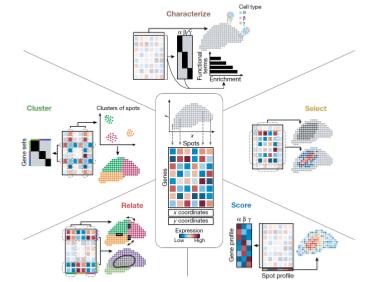 Characterize
Cell type
α
β
γ
α β γ
Functional
terms
Enrichment
Cluster
Clusters of spots
Gene sets
Select
y
x
Spots
Genes
x coordinates
y coordinates
Expression
Low High
Relate
Score
α β γ
Gene profile
Spot profile